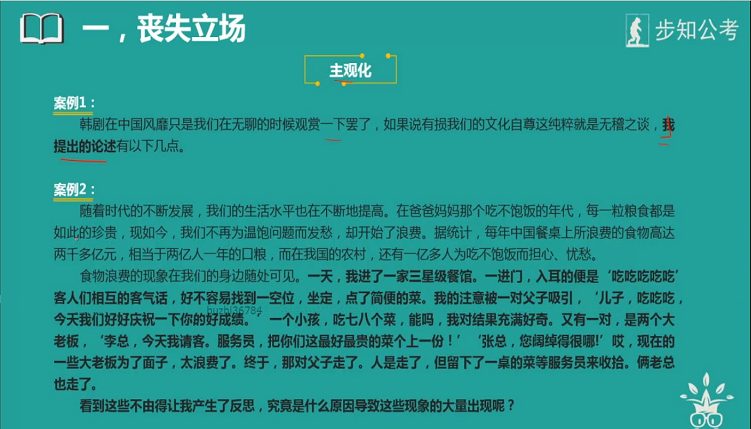 一，丧失立场
步知公考
主观化
案例1：
韩剧在中国风靡只是我们在无聊的时候观赏一下罢了，如果说有损我们的文化自尊这纯粹就是无稽之谈，我
提出的论述有以下几点。
案例2：
随着时代的不断发展，我们的生活水平也在不断地提高。在爸爸妈妈那个吃不饱饭的年代，每一粒粮食都是
如此的珍贵，现如今，我们不再为温饱问题而发愁，却开始了浪费。据统计，每年中国餐桌上所浪费的食物高达
两千多亿元，相当于两亿人一年的口粮，而在我国的农村，还有一亿多人为吃不饱饭而担心、忧愁。
食物浪费的现象在我们的身边随处可见。一天，我进了一家三星级餐馆。一进门，入耳的便是‘吃吃吃吃吃’
客人们相互的客气话，好不容易找到一空位，坐定，点了简便的菜。我的注意被一对父子吸引，‘儿子，吃吃吃，
今天我们好好庆祝一下你的好成绩。’一个小孩，吃七八个菜，能吗，我对结果充满好奇。又有一对，是两个大
老板，‘李总，今天我请客。服务员，把你们这最好最贵的菜个上一份！’‘张总，您阔绰得很嘞!’哎，现在的
一些大老板为了面子，太浪费了。终于，那对父子走了。人是走了，但留下了一桌的菜等服务员来收拾。俩老总
也走了。
看到这些不由得让我产生了反思，究竟是什么原因导致这些现象的大量出现呢？